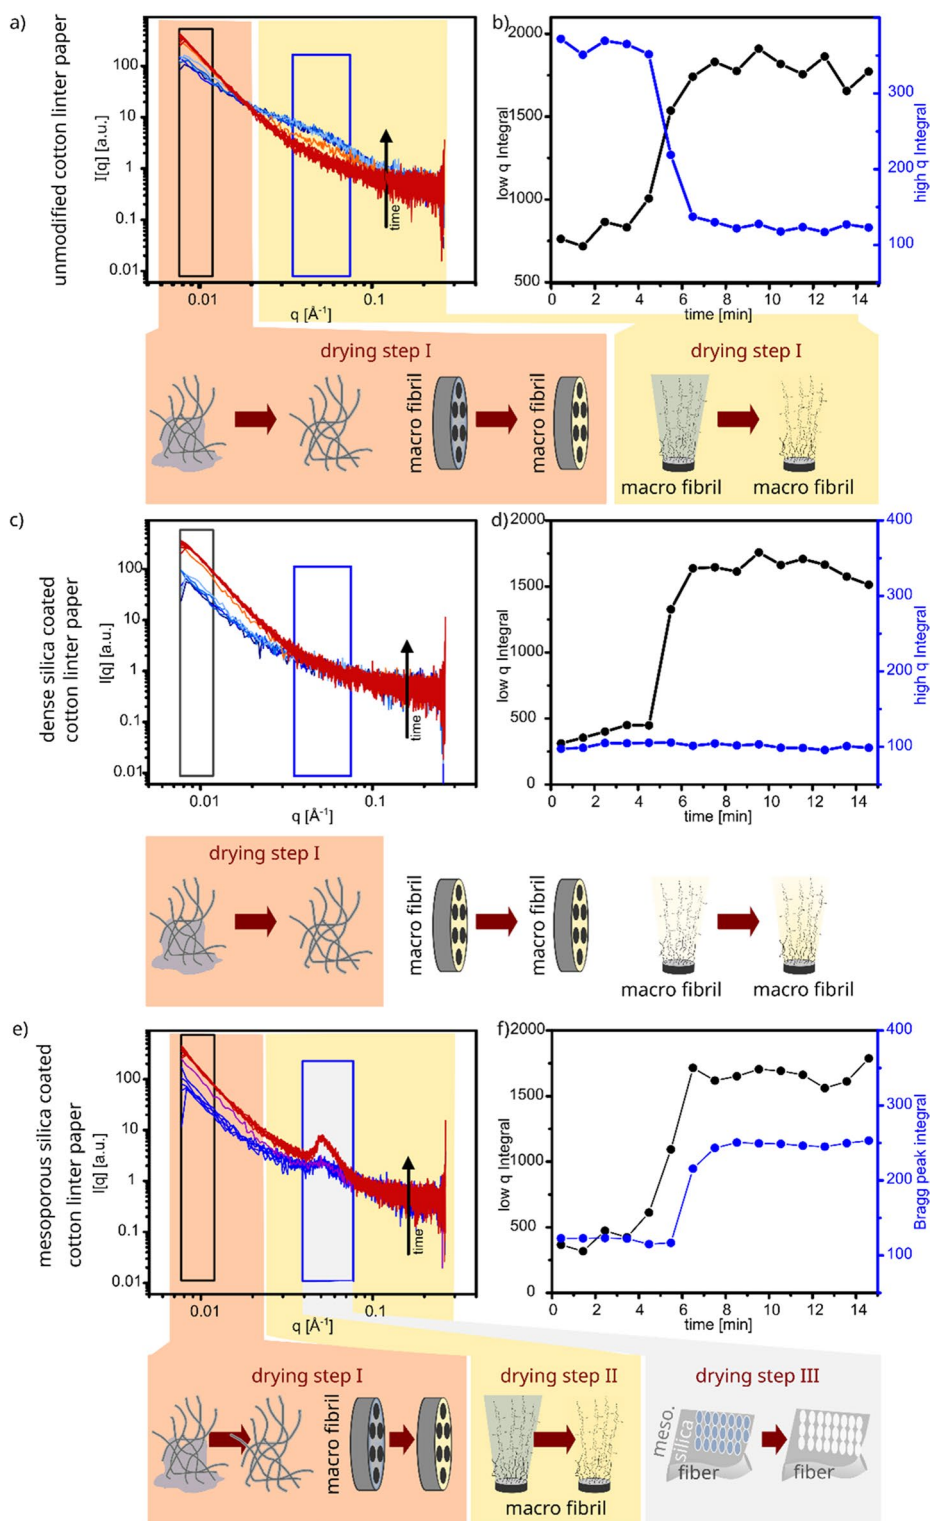 a)
unmodified cotton linter paper
I[q] [a.u.]
100
10
1
0.1
0.01
time
0.01
0.1
q [Å⁻¹]
b)
low q Integral
2000
1500
1000
500
high q Integral
400
300
200
100
0 2 4 6 8 10 12 14
time [min]
drying step I
macro fibril
macro fibril
drying step I
macro fibril
macro fibril
c)
dense silica coated
cotton linter paper
I[q] [a.u.]
100
10
1
0.1
0.01
time
0.01
0.1
q [Å⁻¹]
d)
low q Integral
2000
1500
1000
500
0
high q Integral
400
300
200
100
0 2 4 6 8 10 12 14
time [min]
drying step I
macro fibril
macro fibril
macro fibril
macro fibril
e)
mesoporous silica coated
cotton linter paper
I[q] [a.u.]
100
10
1
0.1
0.01
time
0.01
0.1
q [Å⁻¹]
f)
low q Integral
2000
1500
1000
500
0
Bragg peak integral
400
300
200
100
0 2 4 6 8 10 12 14
time [min]
drying step I
macro fibril
drying step II
macro fibril
drying step III
meso.
silica
fiber
fiber